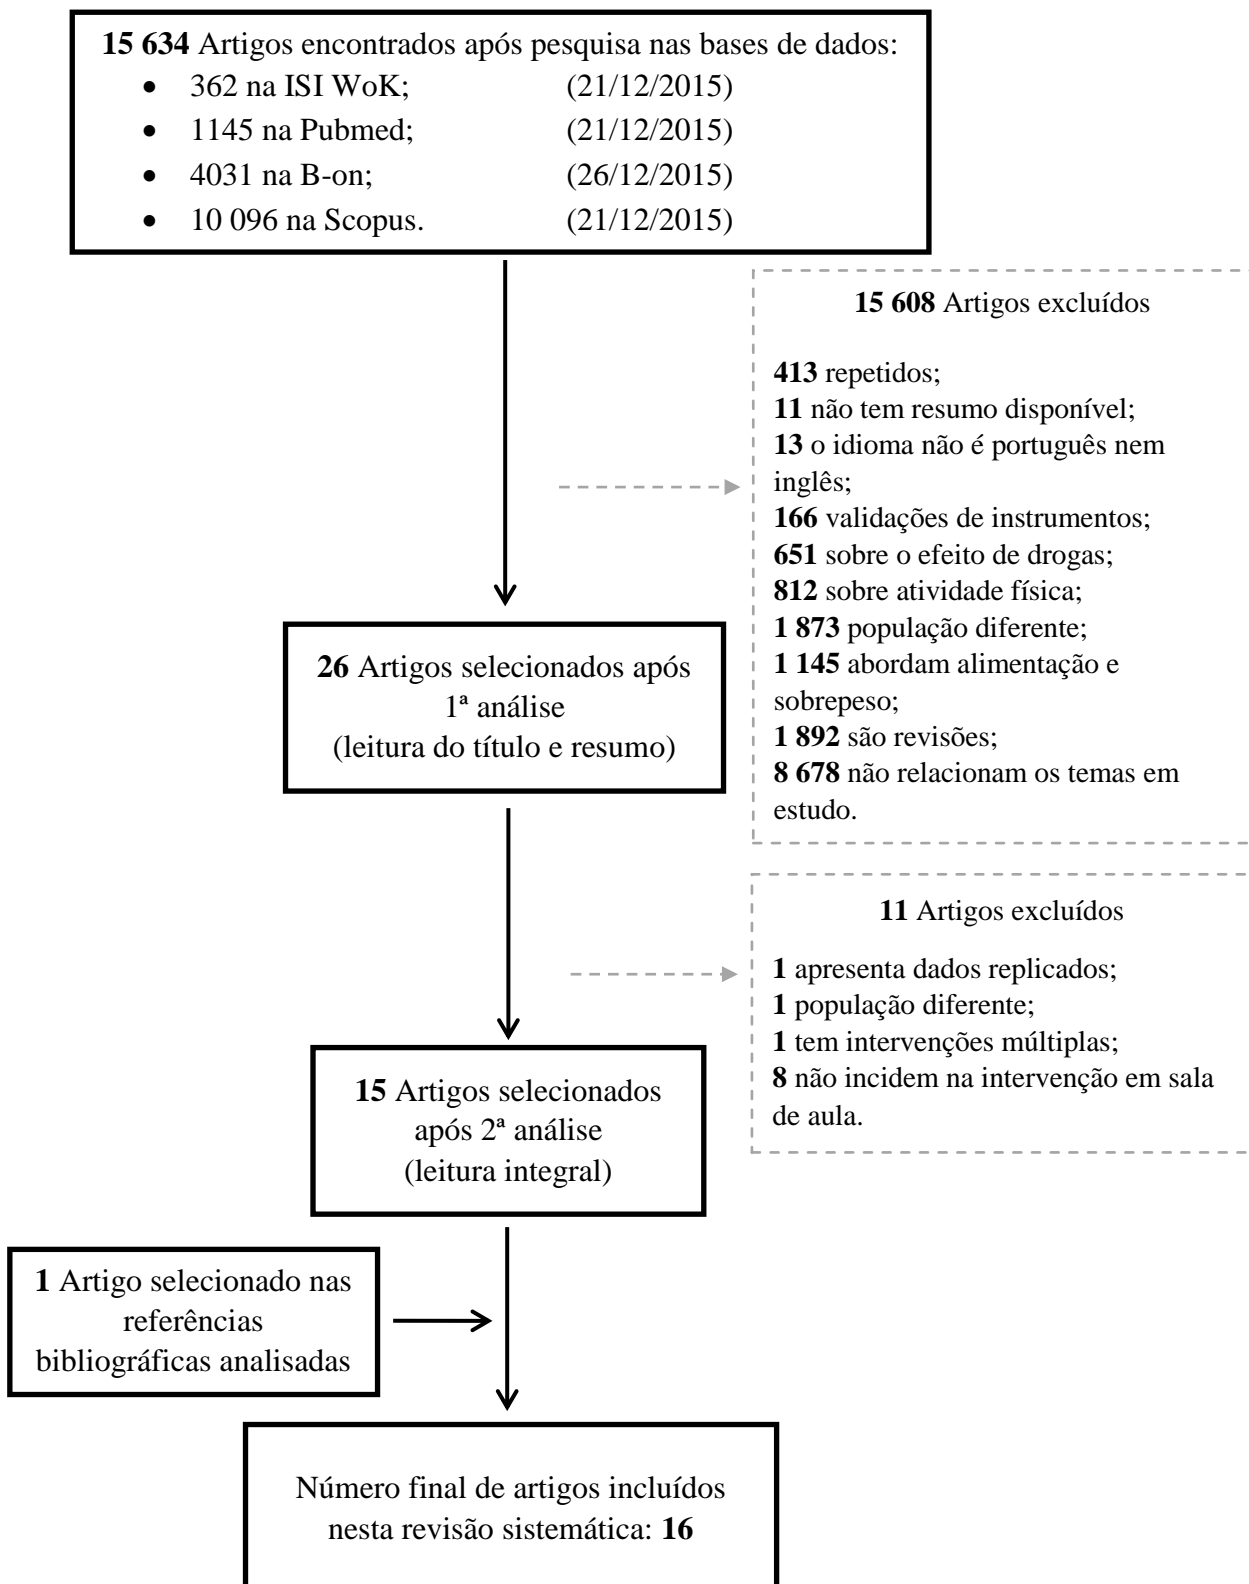 15 634 Artigos encontrados após pesquisa nas bases de dados:
• 362 na ISI WoK; (21/12/2015)
• 1145 na Pubmed; (21/12/2015)
• 4031 na B-on; (26/12/2015)
• 10 096 na Scopus. (21/12/2015)
15 608 Artigos excluídos
413 repetidos;
11 não tem resumo disponível;
13 o idioma não é português nem
inglês;
166 validações de instrumentos;
651 sobre o efeito de drogas;
812 sobre atividade física;
1 873 população diferente;
1 145 abordam alimentação e
sobrepeso;
1 892 são revisões;
8 678 não relacionam os temas em
estudo.
26 Artigos selecionados após
1ª análise
(leitura do título e resumo)
11 Artigos excluídos
1 apresenta dados replicados;
1 população diferente;
1 tem intervenções múltiplas;
8 não incidem na intervenção em sala
de aula.
15 Artigos selecionados
após 2ª análise
(leitura integral)
1 Artigo selecionado nas
referências
bibliográficas analisadas
Número final de artigos incluídos
nesta revisão sistemática: 16